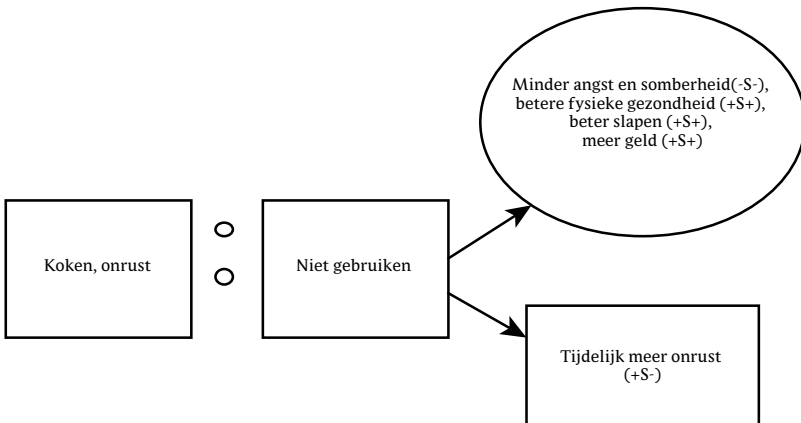 Minder angst en somberheid(-S-),
betere fysieke gezondheid (+S+),
beter slapen (+S+),
meer geld (+S+)
Koken, onrust
Niet gebruiken
Tijdelijk meer onrust
(+S-)